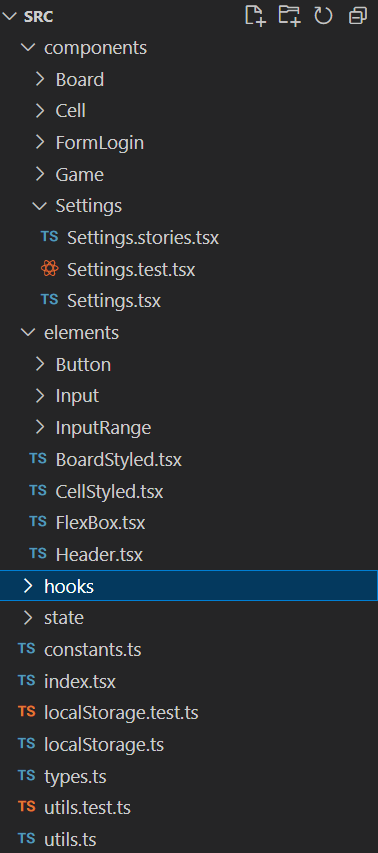 SRC
components
Board
Cell
FormLogin
Game
Settings
TS Settings.stories.tsx
Settings.test.tsx
TS Settings.tsx
elements
Button
Input
InputRange
TS BoardStyled.tsx
TS CellStyled.tsx
TS FlexBox.tsx
TS Header.tsx
hooks
state
TS constants.ts
TS index.tsx
TS localStorage.test.ts
TS localStorage.ts
TS types.ts
TS utils.test.ts
TS utils.ts